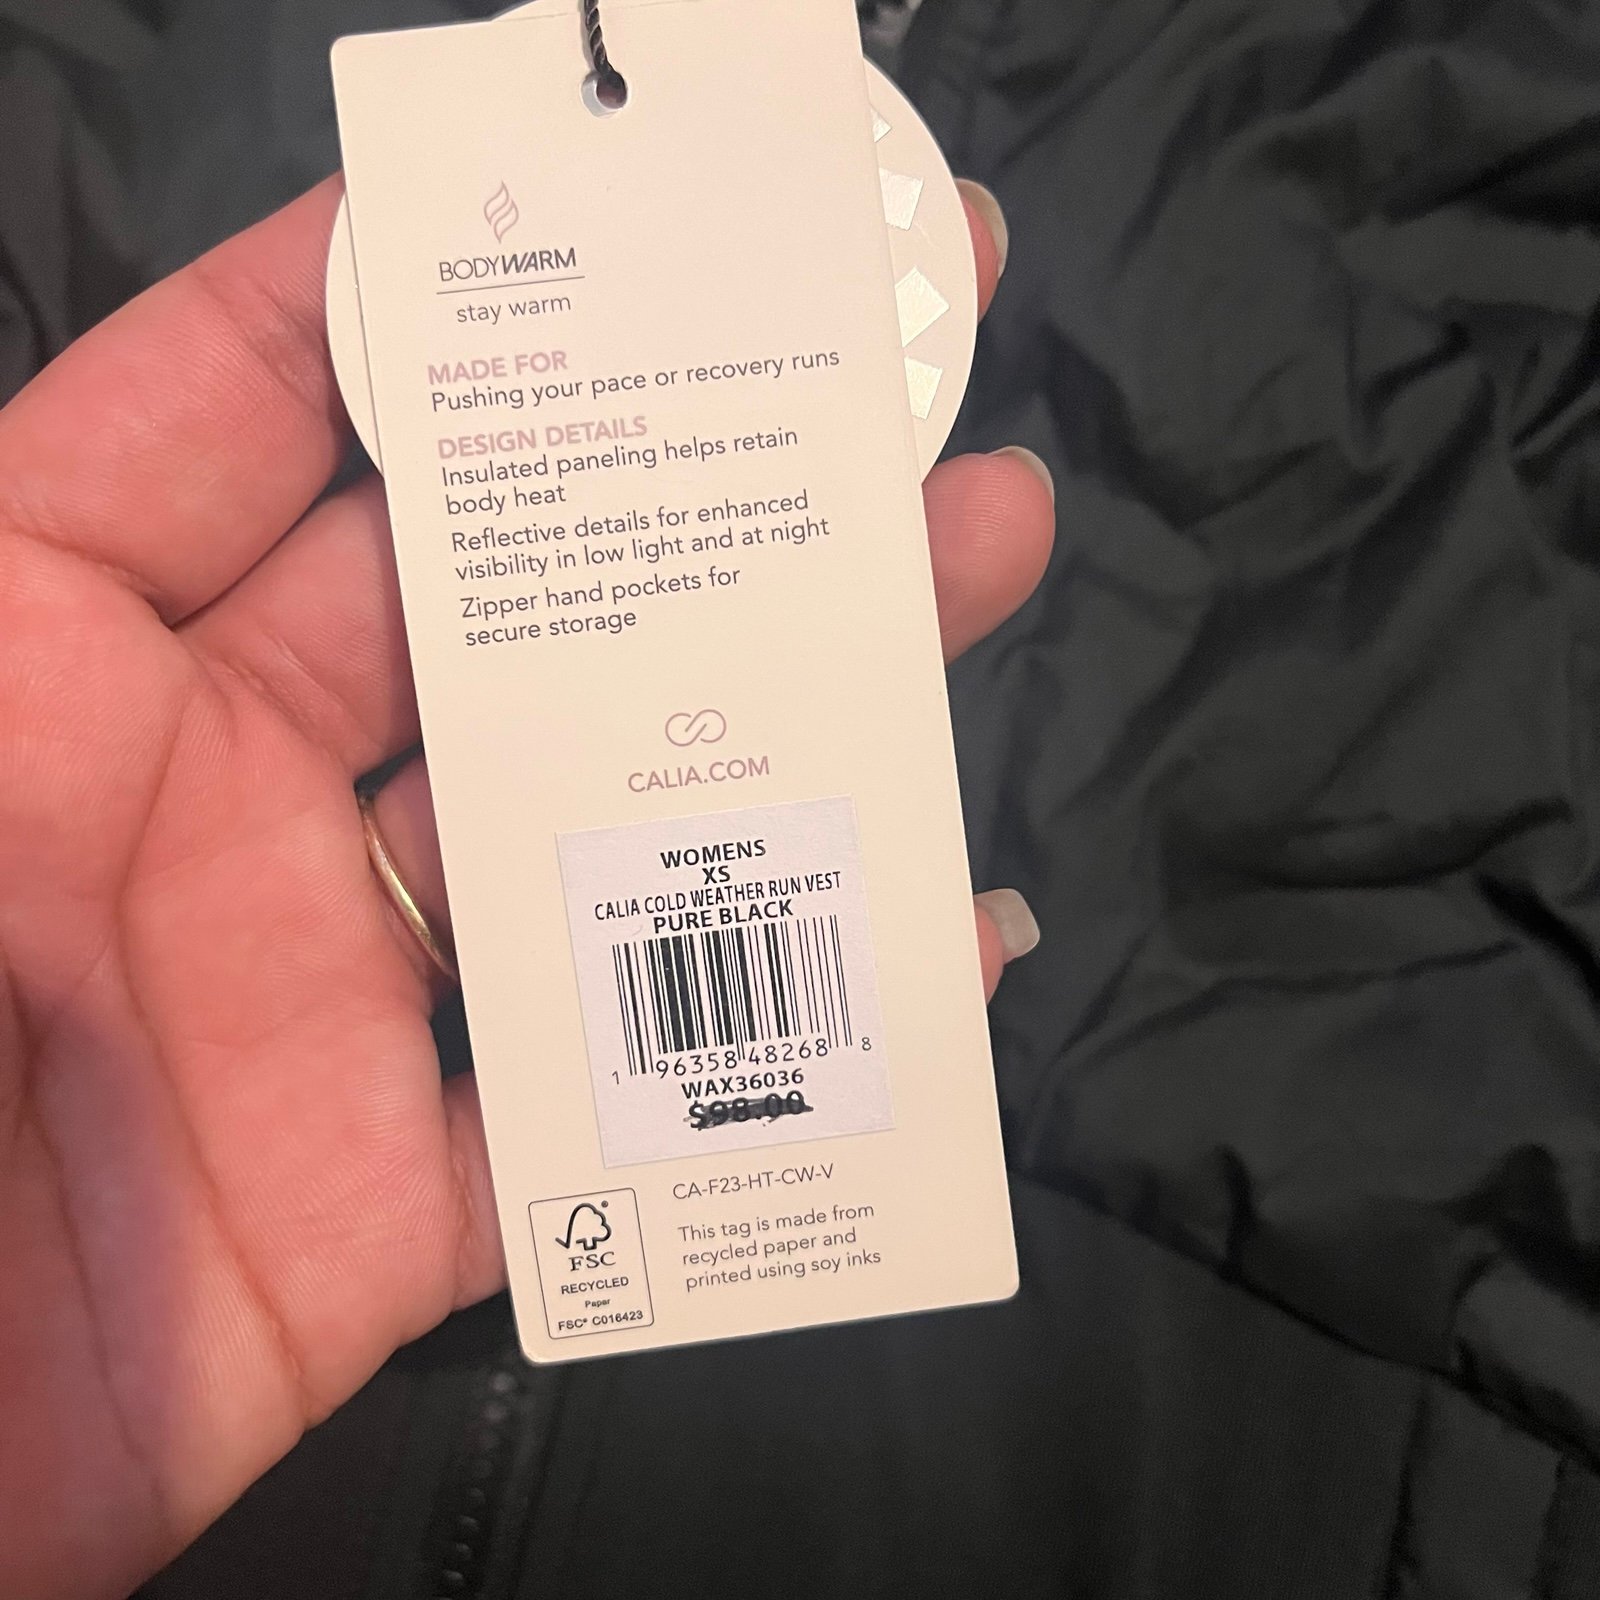 BODYWARM
stay warm
MADE FOR
Pushing your pace or recovery runs
DESIGN DETAILS
Insulated paneling helps retain
body heat
Reflective details for enhanced
visibility in low light and at night
Zipper hand pockets for
secure storage
CALIA.COM
WOMENS
XS
CALIA COLD WEATHER RUN VEST
PURE BLACK
1 96358 48268 8
WAX36036
$98.00
CA-F23-HT-CW-V
This tag is made from
recycled paper and
printed using soy inks
FSC®
RECYCLED
Paper
FSC® C016423